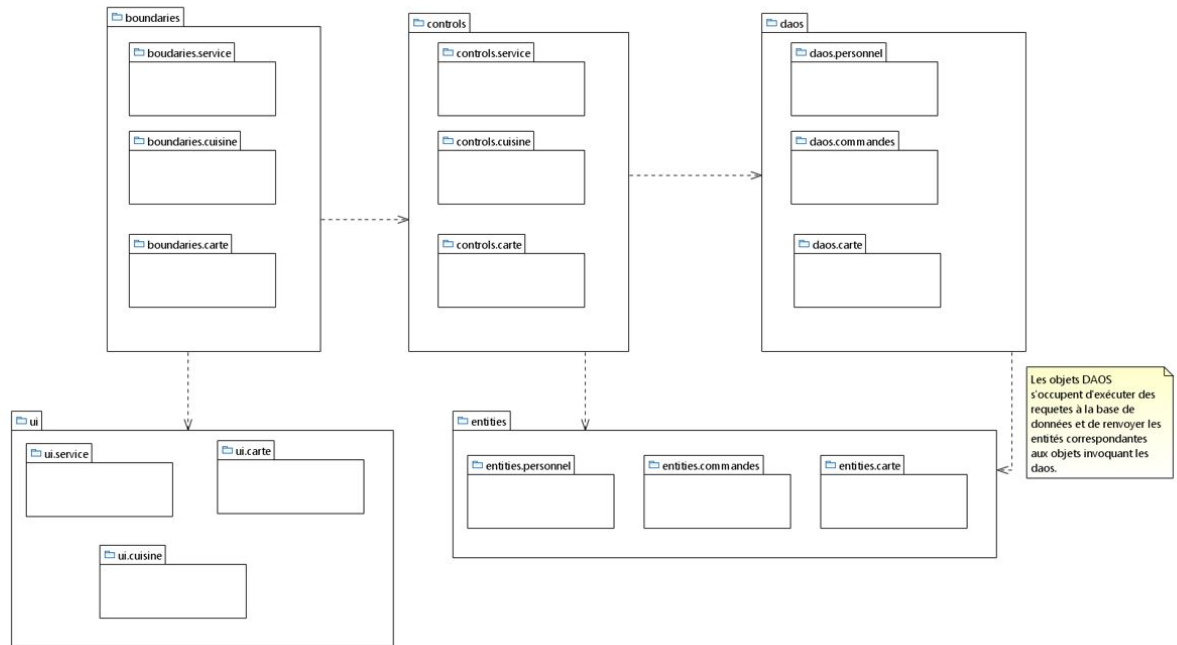 boundaries
boudaries.service
boundaries.cuisine
boundaries.carte
controls
controls.service
controls.cuisine
controls.carte
daos
daos.personnel
daos.commandes
daos.carte
ui
ui.service
ui.carte
ui.cuisine
entities
entities.personnel
entities.commandes
entities.carte
Les objets DAOS
s'occupent d'exécuter des
requetes à la base de
données et de renvoyer les
entités correspondantes
aux objets invoquant les
daos.